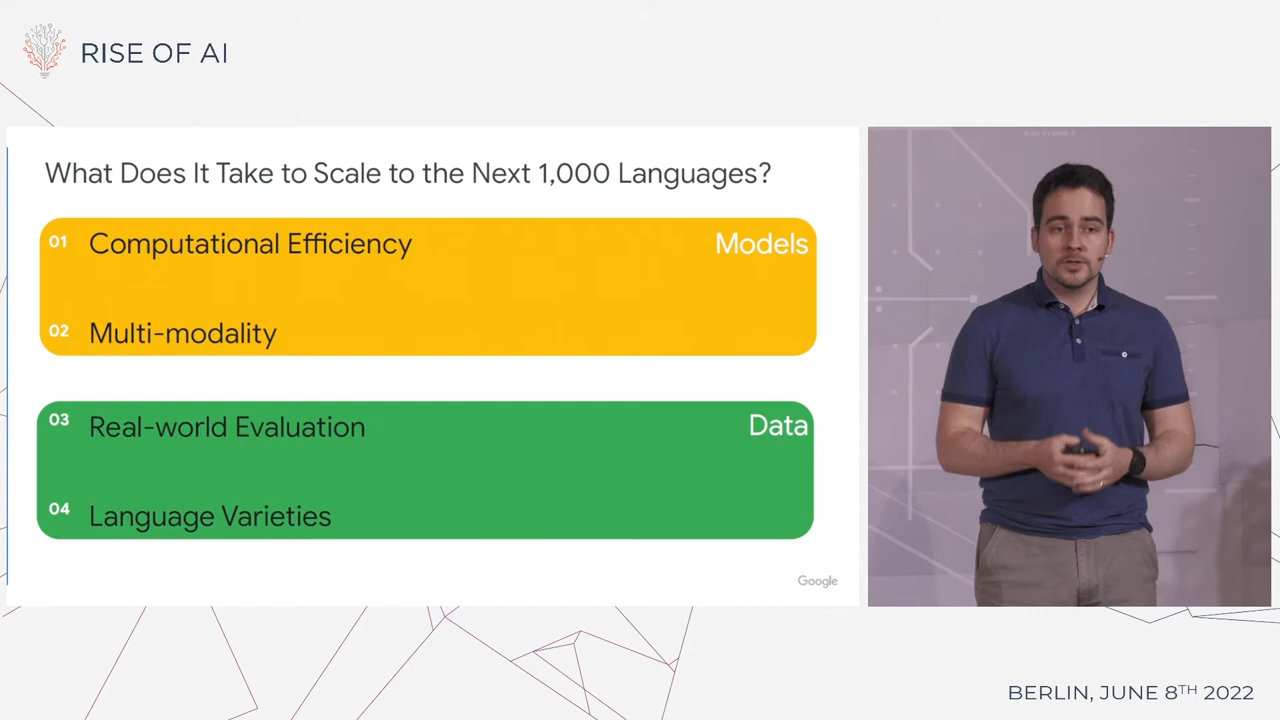 RISE OF AI
What Does It Take to Scale to the Next 1,000 Languages?
01 Computational Efficiency Models
02 Multi-modality
03 Real-world Evaluation Data
04 Language Varieties
Google
BERLIN, JUNE 8TH 2022